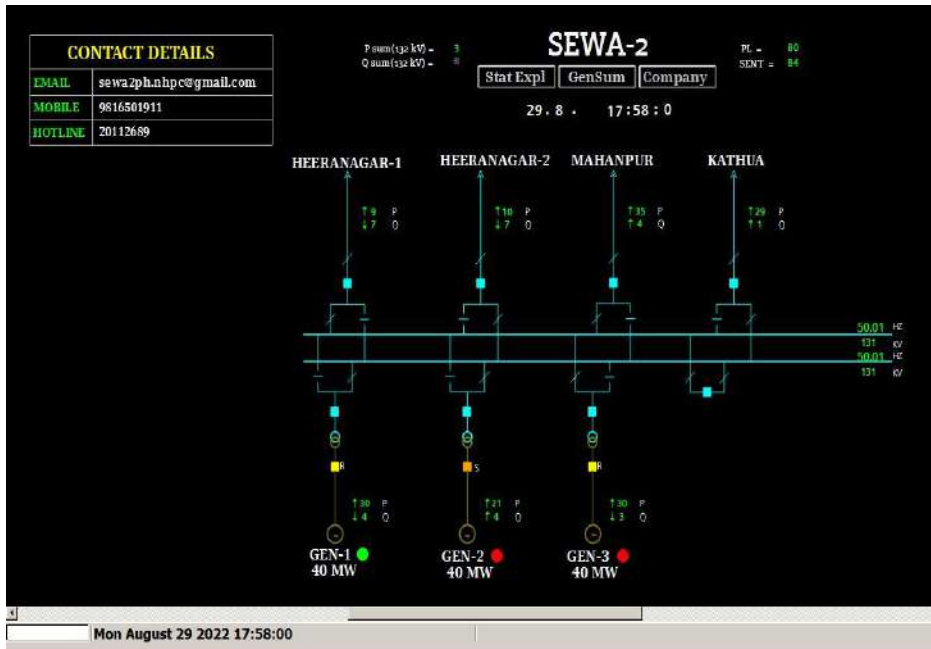 CONTACT DETAILS
EMAIL sewa2ph.nhpc@gmail.com
MOBILE 9816501911
HOTLINE 20112689
P sum(132 kV) = 3
Q sum(132 kV) =
SEWA-2
Stat Expl GenSum Company
PL = 80
SENT = 84
29.8. 17:58:0
HEERANAGAR-1 HEERANAGAR-2 MAHANPUR KATHUA
↑9 P ↑10 P ↑35 P ↑29 P
↓7 Q ↓7 Q ↑4 Q ↑1 Q
50.01 HZ
131 KV
50.01 HZ
131 KV
R S R
↑30 P ↑21 P ↑30 P
↓4 Q ↑4 Q ↓3 Q
GEN-1 GEN-2 GEN-3
40 MW 40 MW 40 MW
Mon August 29 2022 17:58:00